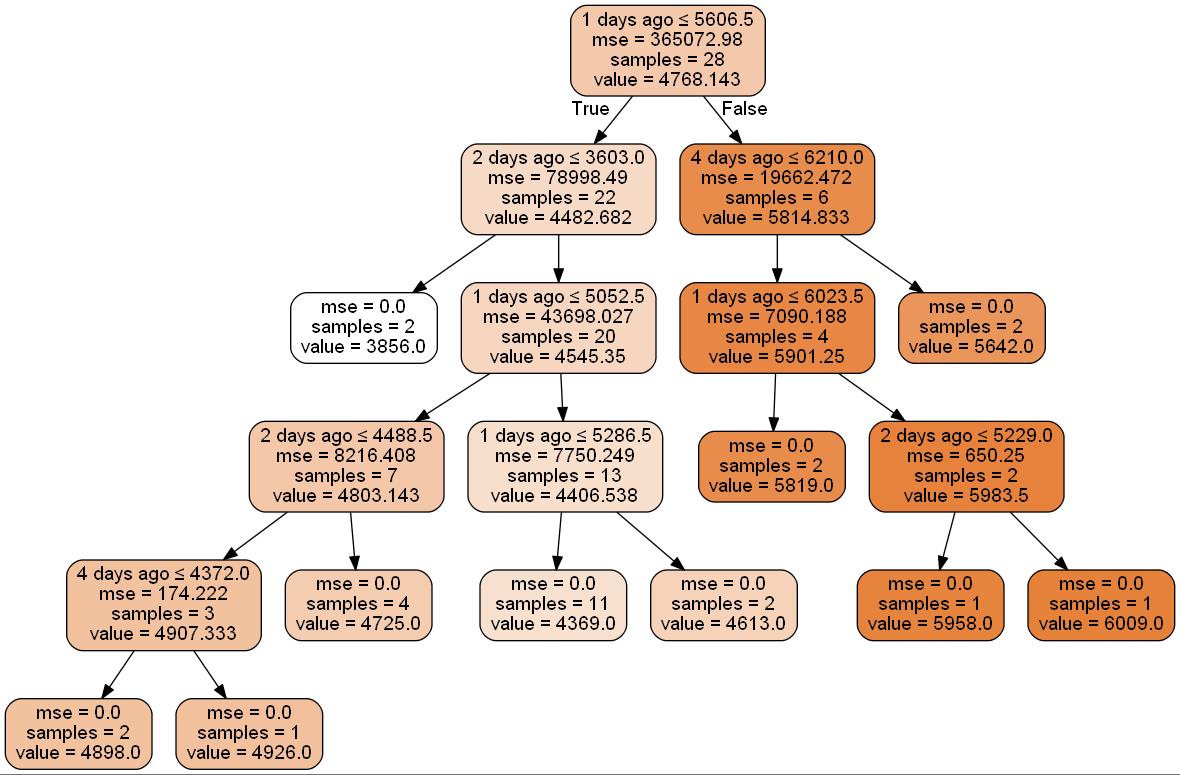 1 days ago ≤ 5606.5
mse = 365072.98
samples = 28
value = 4768.143
True
False
2 days ago ≤ 3603.0
mse = 78998.49
samples = 22
value = 4482.682
4 days ago ≤ 6210.0
mse = 19662.472
samples = 6
value = 5814.833
mse = 0.0
samples = 2
value = 3856.0
1 days ago ≤ 5052.5
mse = 43698.027
samples = 20
value = 4545.35
1 days ago ≤ 6023.5
mse = 7090.188
samples = 4
value = 5901.25
mse = 0.0
samples = 2
value = 5642.0
2 days ago ≤ 4488.5
mse = 8216.408
samples = 7
value = 4803.143
1 days ago ≤ 5286.5
mse = 7750.249
samples = 13
value = 4406.538
mse = 0.0
samples = 2
value = 5819.0
2 days ago ≤ 5229.0
mse = 650.25
samples = 2
value = 5983.5
4 days ago ≤ 4372.0
mse = 174.222
samples = 3
value = 4907.333
mse = 0.0
samples = 4
value = 4725.0
mse = 0.0
samples = 11
value = 4369.0
mse = 0.0
samples = 2
value = 4613.0
mse = 0.0
samples = 1
value = 5958.0
mse = 0.0
samples = 1
value = 6009.0
mse = 0.0
samples = 2
value = 4898.0
mse = 0.0
samples = 1
value = 4926.0